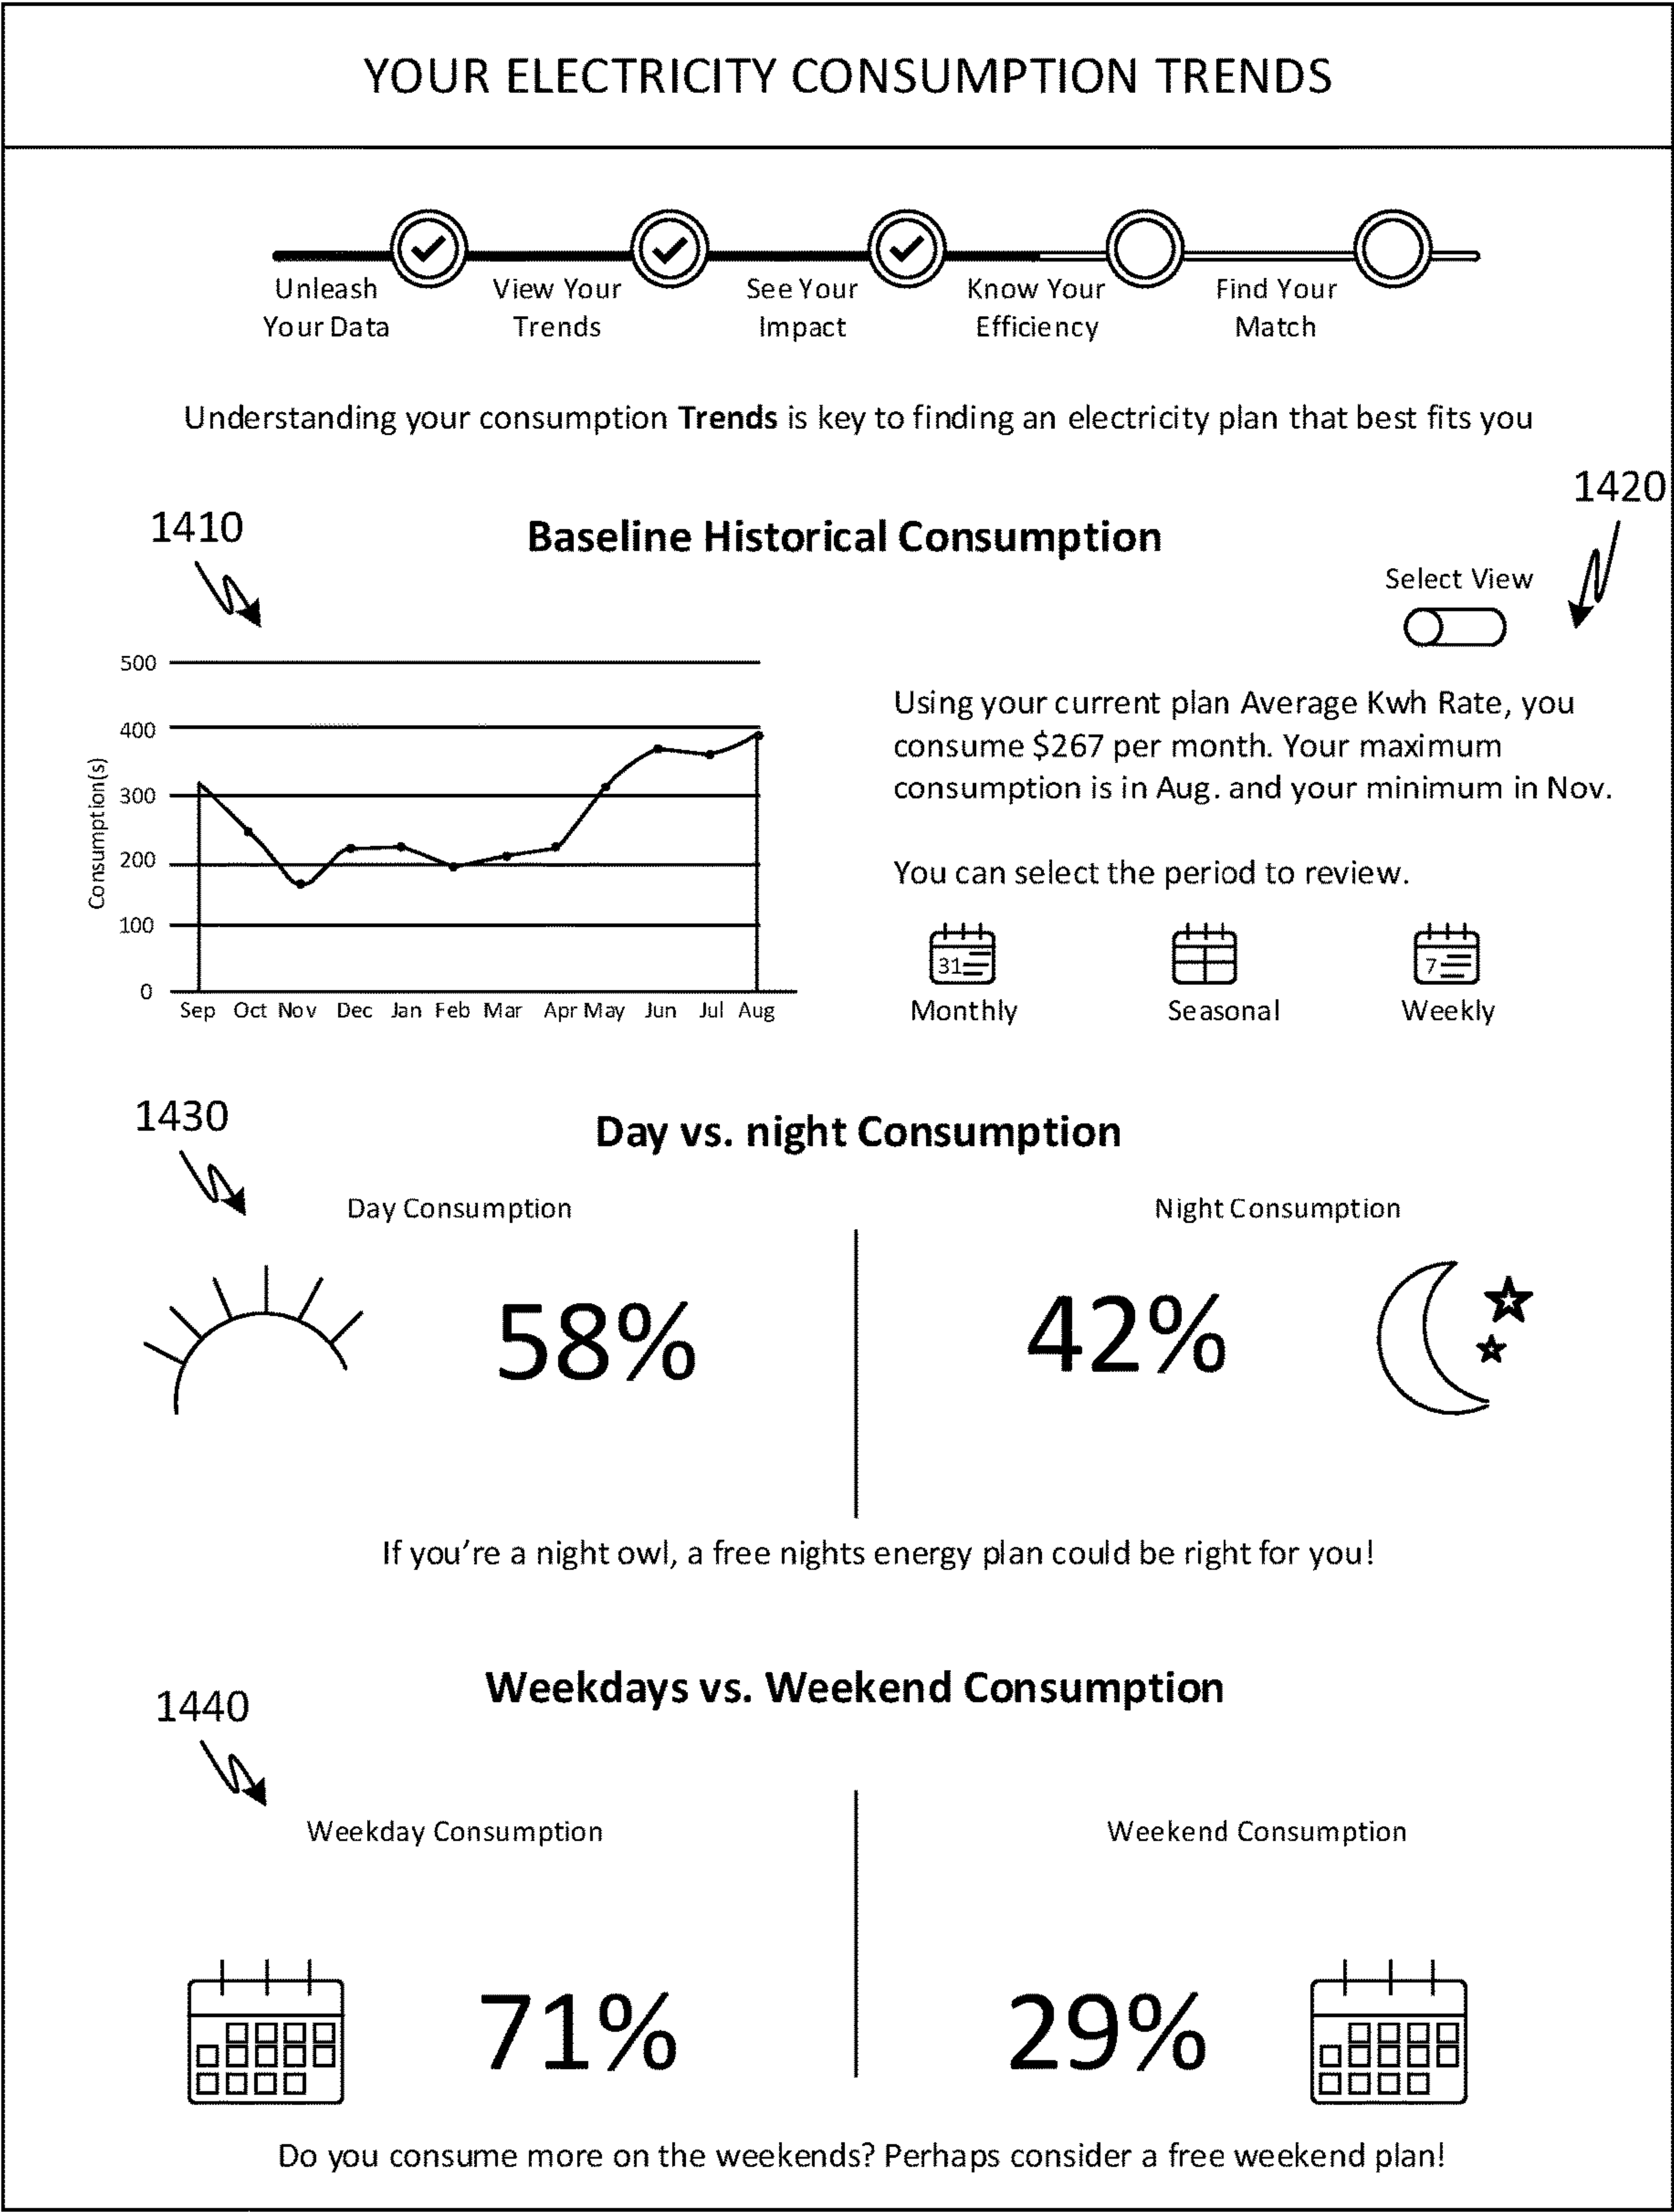 YOUR ELECTRICITY CONSUMPTION TRENDS
Unleash
Your Data
View Your
Trends
See Your
Impact
Know Your
Efficiency
Find Your
Match
Understanding your consumption Trends is key to finding an electricity plan that best fits you
1410
Baseline Historical Consumption
1420
Select View
Consumption(s)
500
400
300
200
100
0
Sep Oct Nov Dec Jan Feb Mar Apr May Jun Jul Aug
Using your current plan Average Kwh Rate, you
consume $267 per month. Your maximum
consumption is in Aug. and your minimum in Nov.
You can select the period to review.
31
7
Monthly
Seasonal
Weekly
1430
Day vs. night Consumption
Day Consumption
Night Consumption
58%
42%
If you're a night owl, a free nights energy plan could be right for you!
1440
Weekdays vs. Weekend Consumption
Weekday Consumption
Weekend Consumption
71%
29%
Do you consume more on the weekends? Perhaps consider a free weekend plan!